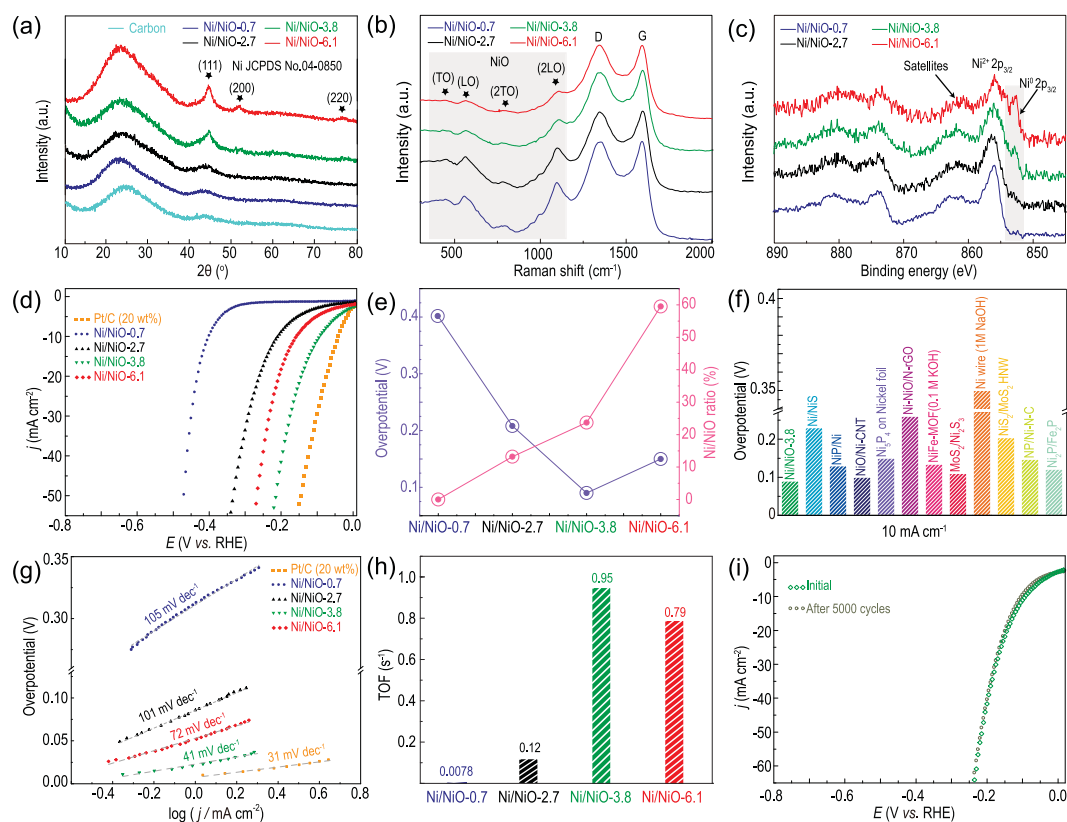 (a)
Carbon
Ni/NiO-0.7
Ni/NiO-3.8
Ni/NiO-2.7
Ni/NiO-6.1
Ni JCPDS No.04-0850
(111)
(200)
(220)
Intensity (a.u.)
10 20 30 40 50 60 70 80
2θ (°)
(b)
Ni/NiO-0.7
Ni/NiO-3.8
Ni/NiO-2.7
Ni/NiO-6.1
NiO
D
G
(TO)
(LO)
(2TO)
(2LO)
Intensity (a.u.)
500 1000 1500 2000
Raman shift (cm⁻¹)
(c)
Ni/NiO-0.7
Ni/NiO-3.8
Ni/NiO-2.7
Ni/NiO-6.1
Satellites
Ni²⁺ 2p₃/₂
Ni⁰ 2p₃/₂
Intensity (a.u.)
890 880 870 860 850
Binding energy (eV)
(d)
Pt/C (20 wt%)
Ni/NiO-0.7
Ni/NiO-2.7
Ni/NiO-3.8
Ni/NiO-6.1
0
-10
-20
-30
-40
-50
j (mA cm⁻²)
-0.8 -0.6 -0.4 -0.2 0.0
E (V vs. RHE)
(e)
0.4
0.3
0.2
0.1
Overpotential (V)
60
50
40
30
20
10
0
Ni/NiO ratio (%)
Ni/NiO-0.7 Ni/NiO-2.7 Ni/NiO-3.8 Ni/NiO-6.1
(f)
0.4
0.35
0.2
0.1
0.0
Overpotential (V)
Ni/NiO-3.8
Ni/NiS
NiP/Ni
NiO/Ni-CNT
Ni₅P₄ on Nickel foil
Ni-NiO/N-rGO
NiFe-MOF(0.1 M KOH)
MoS₂/Ni₃S₂
Ni wire (1M NaOH)
NiS₂/MoS₂ HNW
NP/Ni-N-C
Ni₂P/Fe₂P
10 mA cm⁻¹
(g)
Pt/C (20 wt%)
Ni/NiO-0.7
Ni/NiO-2.7
Ni/NiO-3.8
Ni/NiO-6.1
105 mV dec⁻¹
101 mV dec⁻¹
72 mV dec⁻¹
41 mV dec⁻¹
31 mV dec⁻¹
0.35
0.30
0.10
0.05
0.00
Overpotential (V)
-0.4 -0.2 0.0 0.2 0.4 0.6 0.8
log ( j / mA cm⁻²)
(h)
1.0
0.8
0.6
0.4
0.2
TOF (s⁻¹)
0.0078
0.12
0.95
0.79
Ni/NiO-0.7 Ni/NiO-2.7 Ni/NiO-3.8 Ni/NiO-6.1
(i)
Initial
After 5000 cycles
0
-10
-20
-30
-40
-50
-60
j (mA cm⁻²)
-0.8 -0.6 -0.4 -0.2 0.0
E (V vs. RHE)